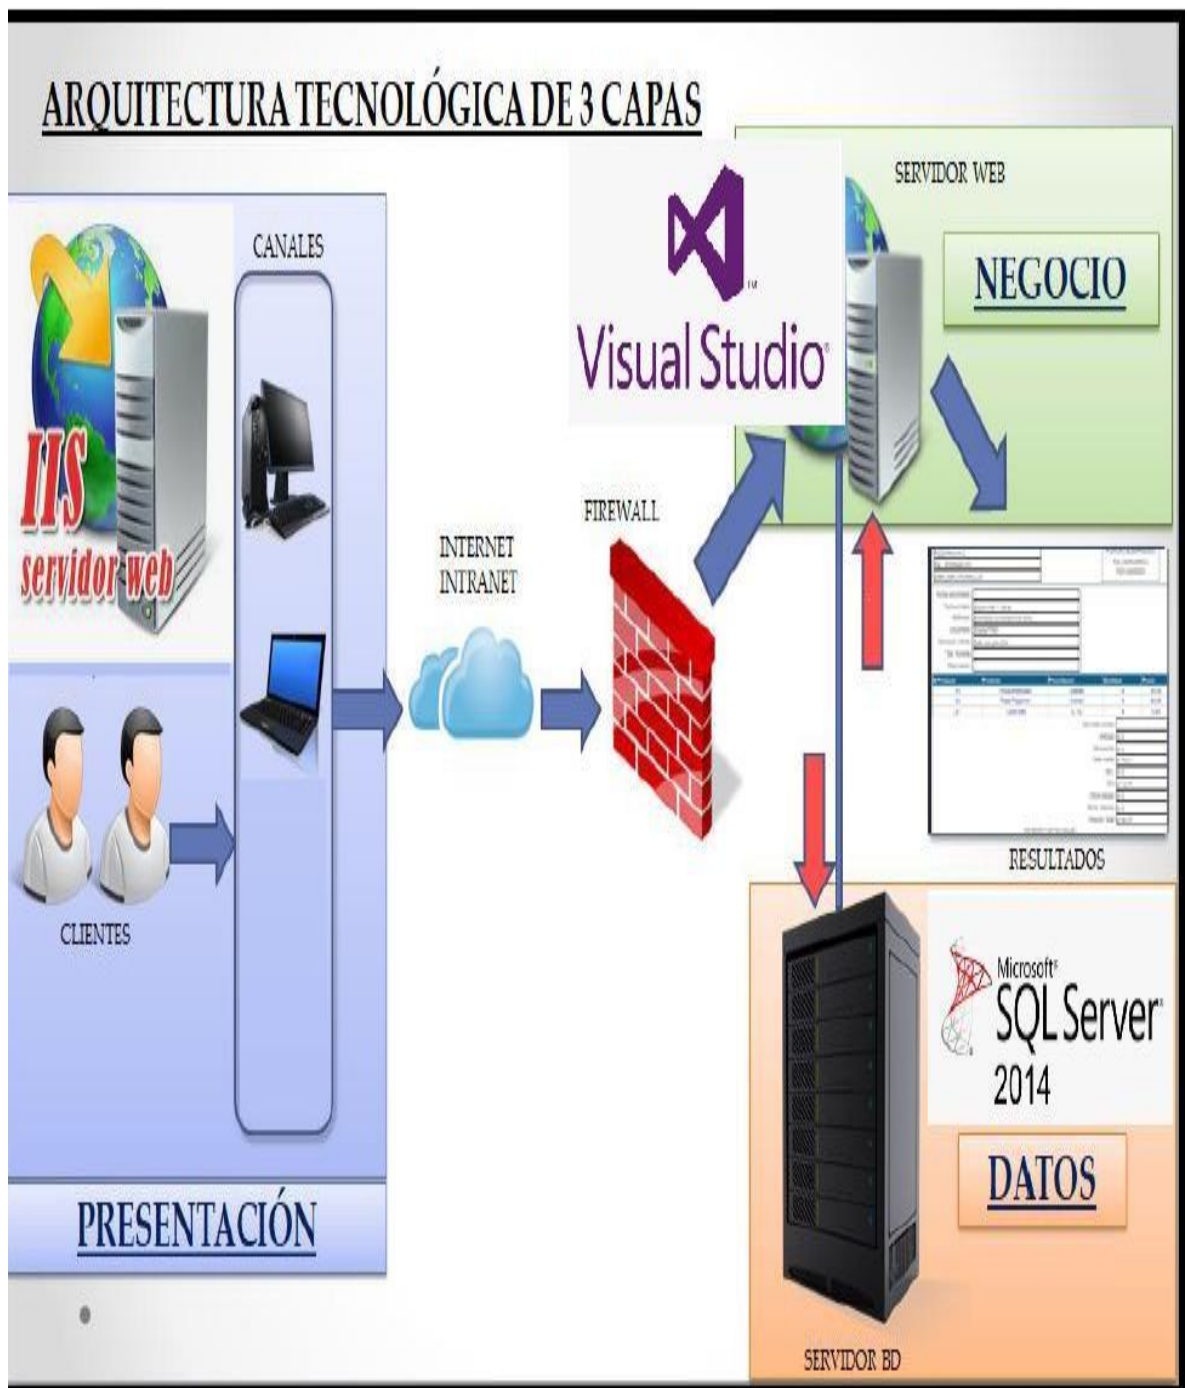 ARQUITECTURA TECNOLÓGICA DE 3 CAPAS
IIS
servidor web
CANALES
CLIENTES
PRESENTACIÓN
INTERNET
INTRANET
FIREWALL
Visual Studio
SERVIDOR WEB
NEGOCIO
RESULTADOS
Microsoft®
SQL Server
2014
DATOS
SERVIDOR BD